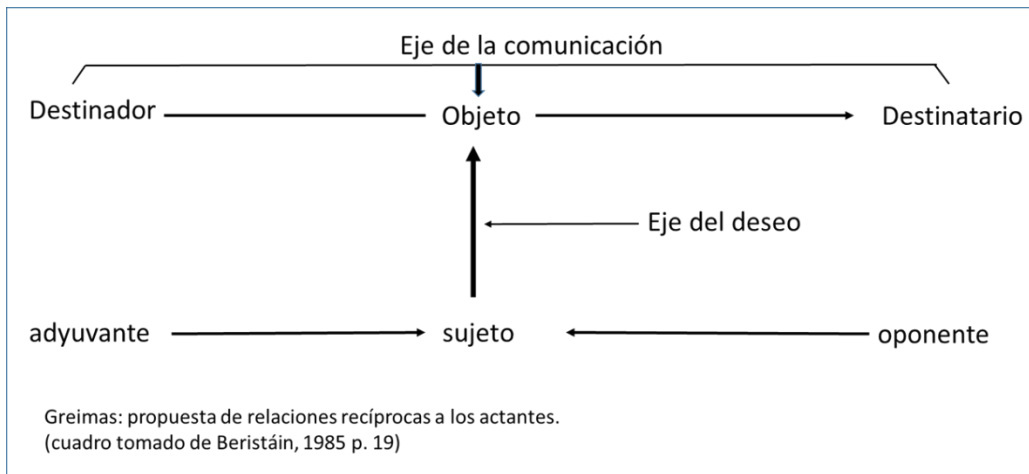 Eje de la comunicación
Destinador Objeto Destinatario
Eje del deseo
adyuvante sujeto oponente
Greimas: propuesta de relaciones recíprocas a los actantes.
(cuadro tomado de Beristáin, 1985 p. 19)